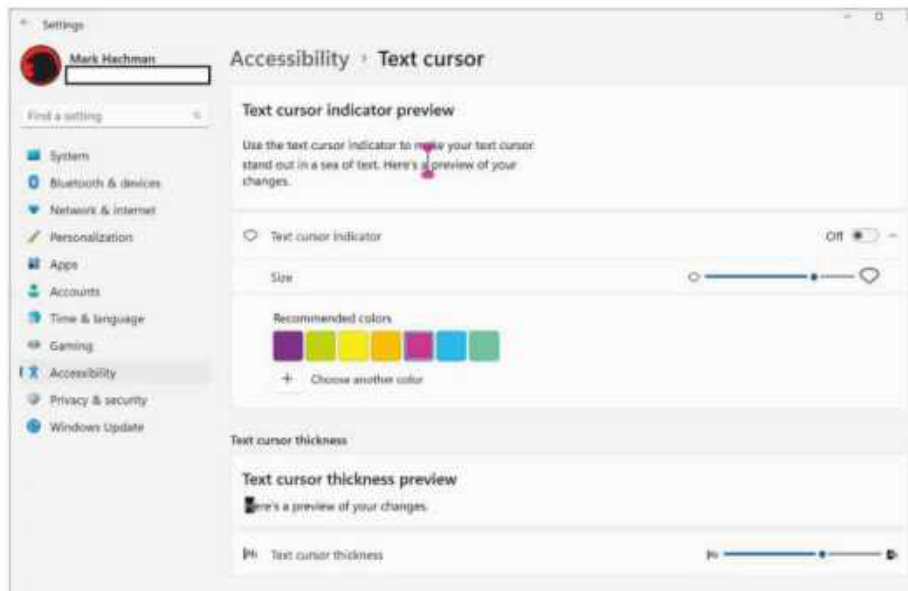 Settings
Mark Hachman
Find a setting
System
Bluetooth & devices
Network & internet
Personalization
Apps
Accounts
Time & language
Gaming
Accessibility
Privacy & security
Windows Update
Accessibility › Text cursor
Text cursor indicator preview
Use the text cursor indicator to make your text cursor
stand out in a sea of text. Here's a preview of your
changes.
Text cursor indicator
Off
Size
Recommended colors
+ Choose another color
Text cursor thickness
Text cursor thickness preview
Here's a preview of your changes.
Text cursor thickness